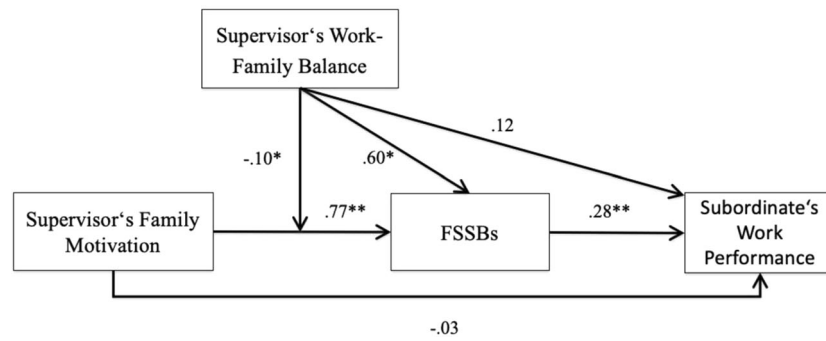 Supervisor‘s Work-
Family Balance
.12
-.10*
.60*
Supervisor‘s Family
Motivation
.77**
FSSBs
.28**
Subordinate‘s
Work
Performance
-.03